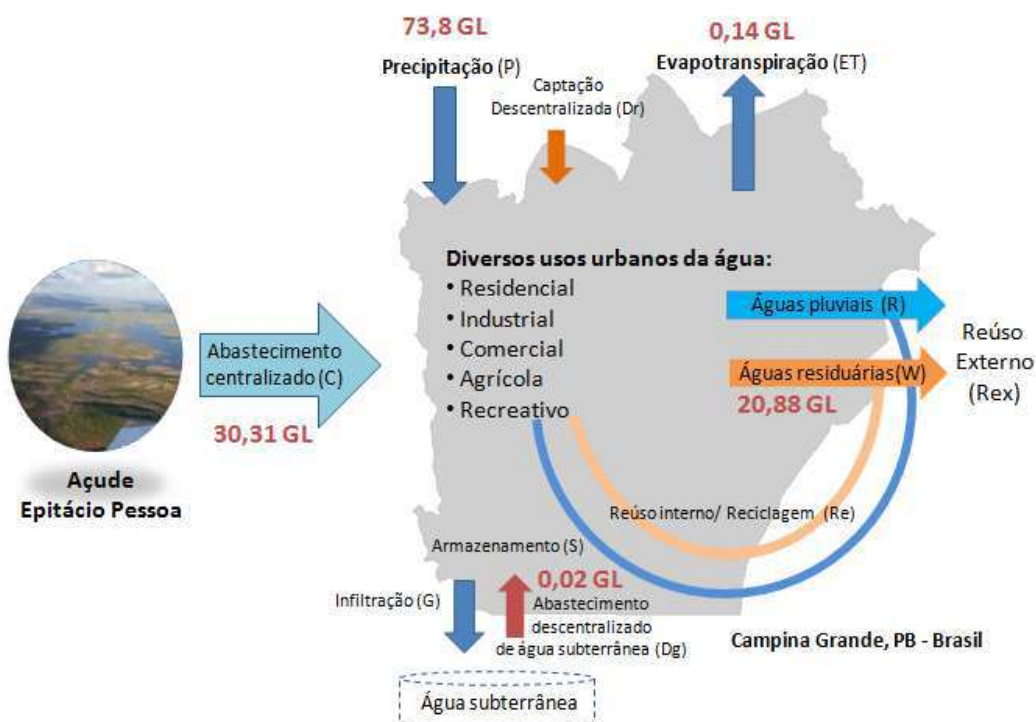 73,8 GL
Precipitação (P)
0,14 GL
Evapotranspiração (ET)
Captação
Descentralizada (Dr)
Diversos usos urbanos da água:
• Residencial
• Industrial
• Comercial
• Agrícola
• Recreativo
Abastecimento
centralizado (C)
30,31 GL
Açude
Epitácio Pessoa
Águas pluviais (R)
Águas residuárias(W)
20,88 GL
Reúso
Externo
(Rex)
Reúso interno/ Reciclagem (Re)
Armazenamento (S)
0,02 GL
Infiltração (G)
Abastecimento
descentralizado
de água subterrânea (Dg)
Campina Grande, PB - Brasil
Água subterrânea